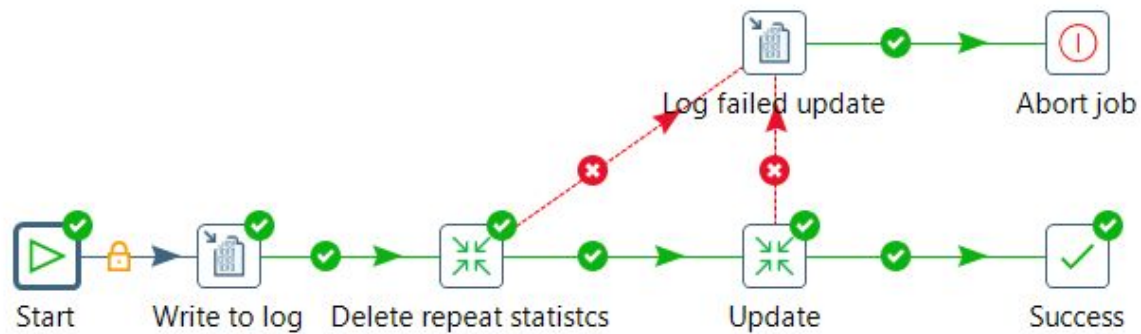 Log failed update
Abort job
Start
Write to log
Delete repeat statistcs
Update
Success